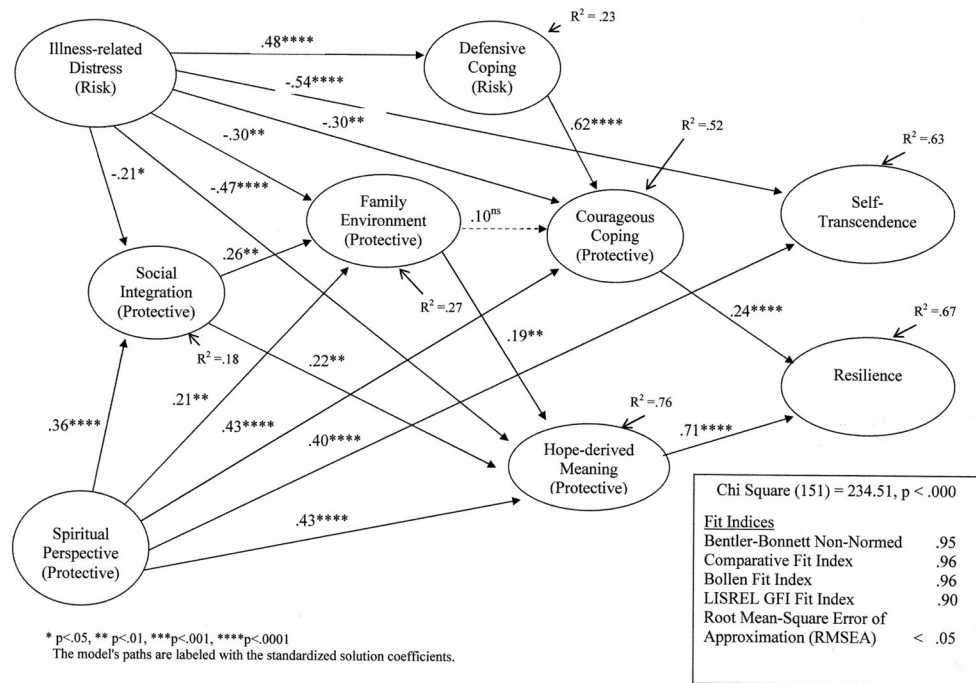 R² = .23
Illness-related
Distress
(Risk)
.48****
Defensive
Coping
(Risk)
-.54****
-.30**
-.30**
.62****
R² = .52
R² = .63
-.21*
-.47****
Family
Environment
(Protective)
.10ns
Courageous
Coping
(Protective)
Self-
Transcendence
.26**
Social
Integration
(Protective)
R² =.27
R² =.18
.22**
.19**
.24****
R² =.67
Resilience
.36****
.21**
.43****
.40****
R² =.76
.71****
Hope-derived
Meaning
(Protective)
.43****
Spiritual
Perspective
(Protective)
Chi Square (151) = 234.51, p < .000
Fit Indices
Bentler-Bonnett Non-Normed .95
Comparative Fit Index .96
Bollen Fit Index .96
LISREL GFI Fit Index .90
Root Mean-Square Error of
Approximation (RMSEA) < .05
* p<.05, ** p<.01, ***p<.001, ****p<.0001
The model's paths are labeled with the standardized solution coefficients.